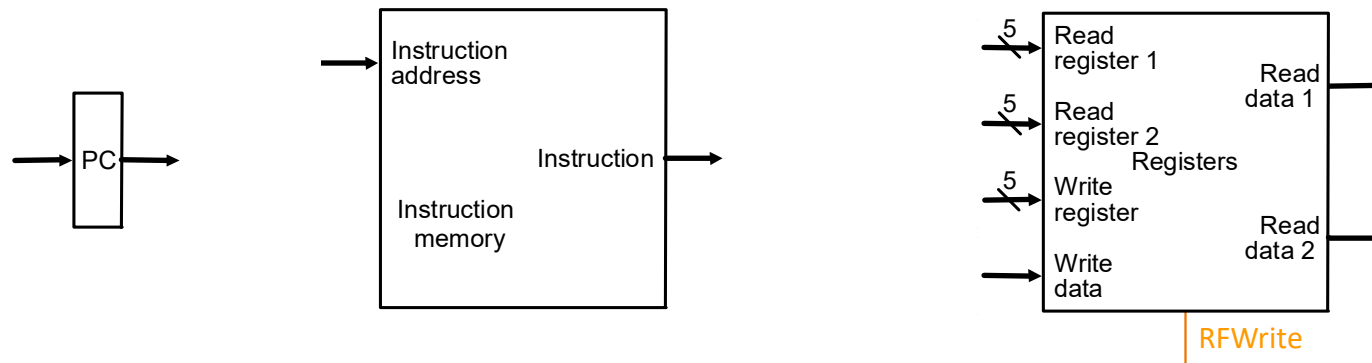 PC
Instruction
address
Instruction
Instruction
memory
5
Read
register 1
5
Read
register 2
5
Write
register
Write
data
Registers
Read
data 1
Read
data 2
RFWrite